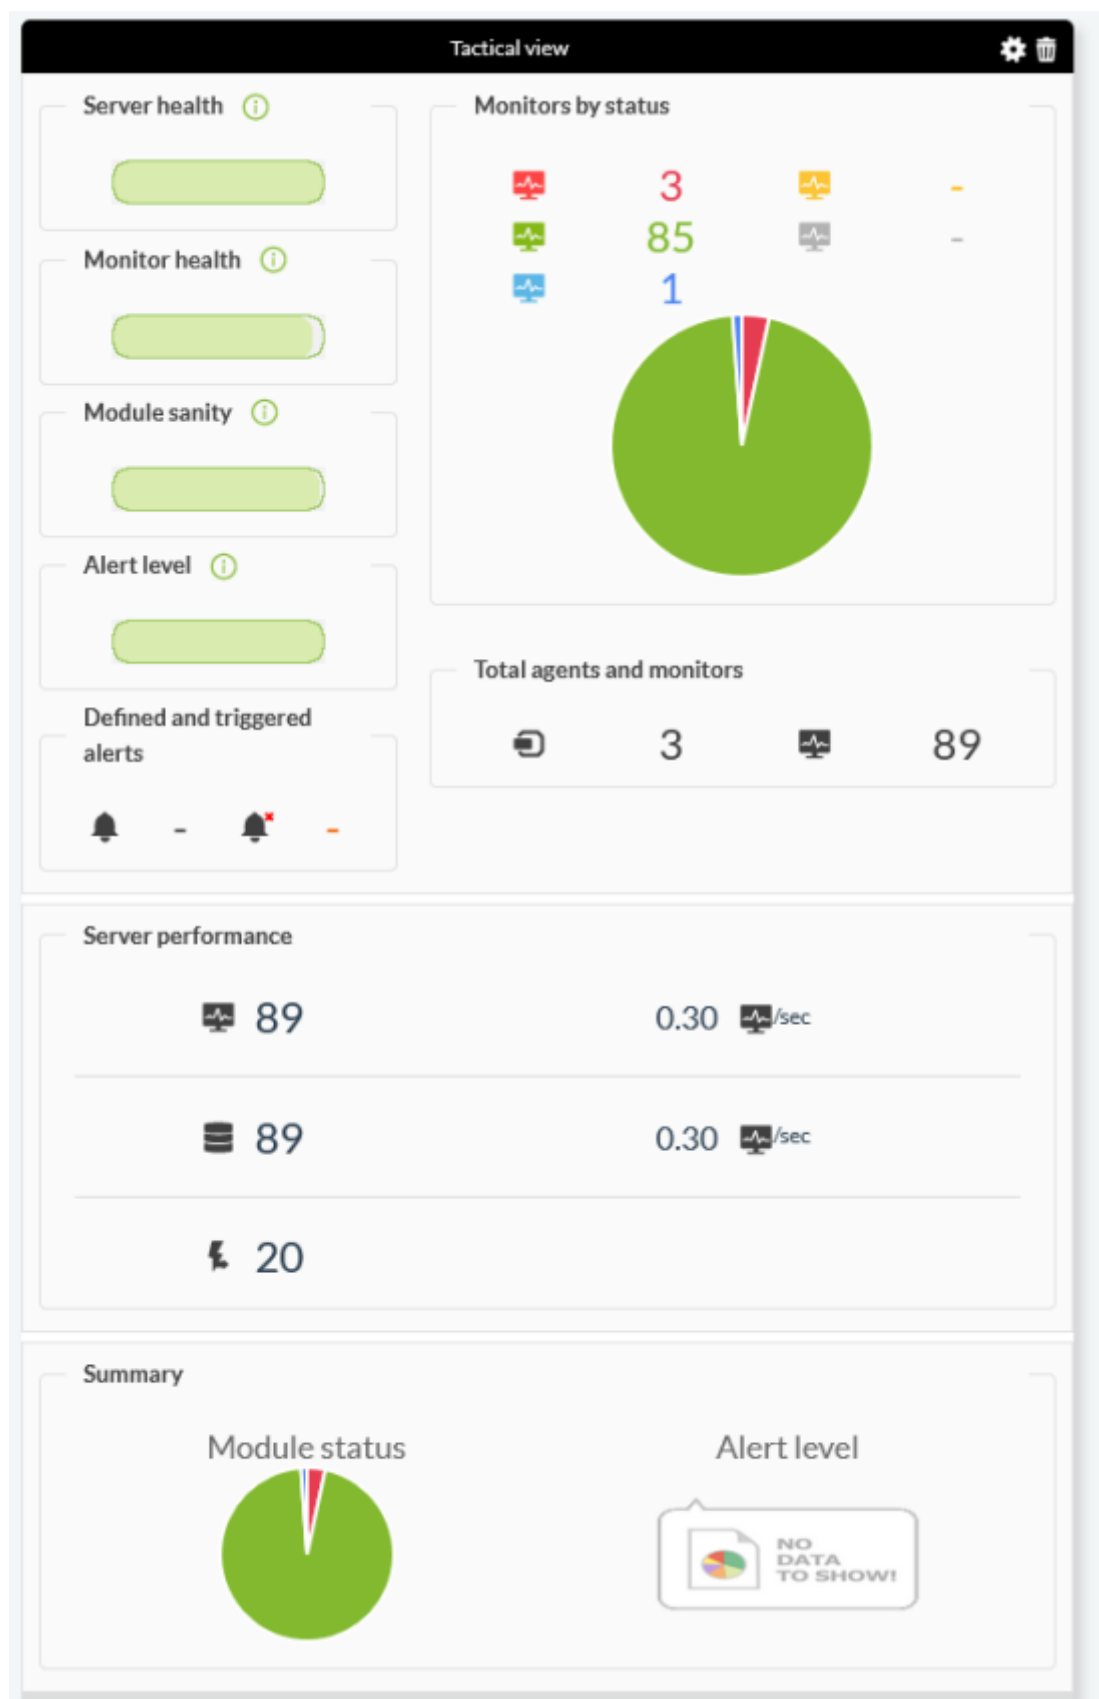 Tactical view
Server health
Monitor health
Module sanity
Alert level
Defined and triggered
alerts
- -
Monitors by status
3 -
85 -
1
Total agents and monitors
3 89
Server performance
89 0.30 /sec
89 0.30 /sec
20
Summary
Module status
Alert level
NO
DATA
TO SHOW!